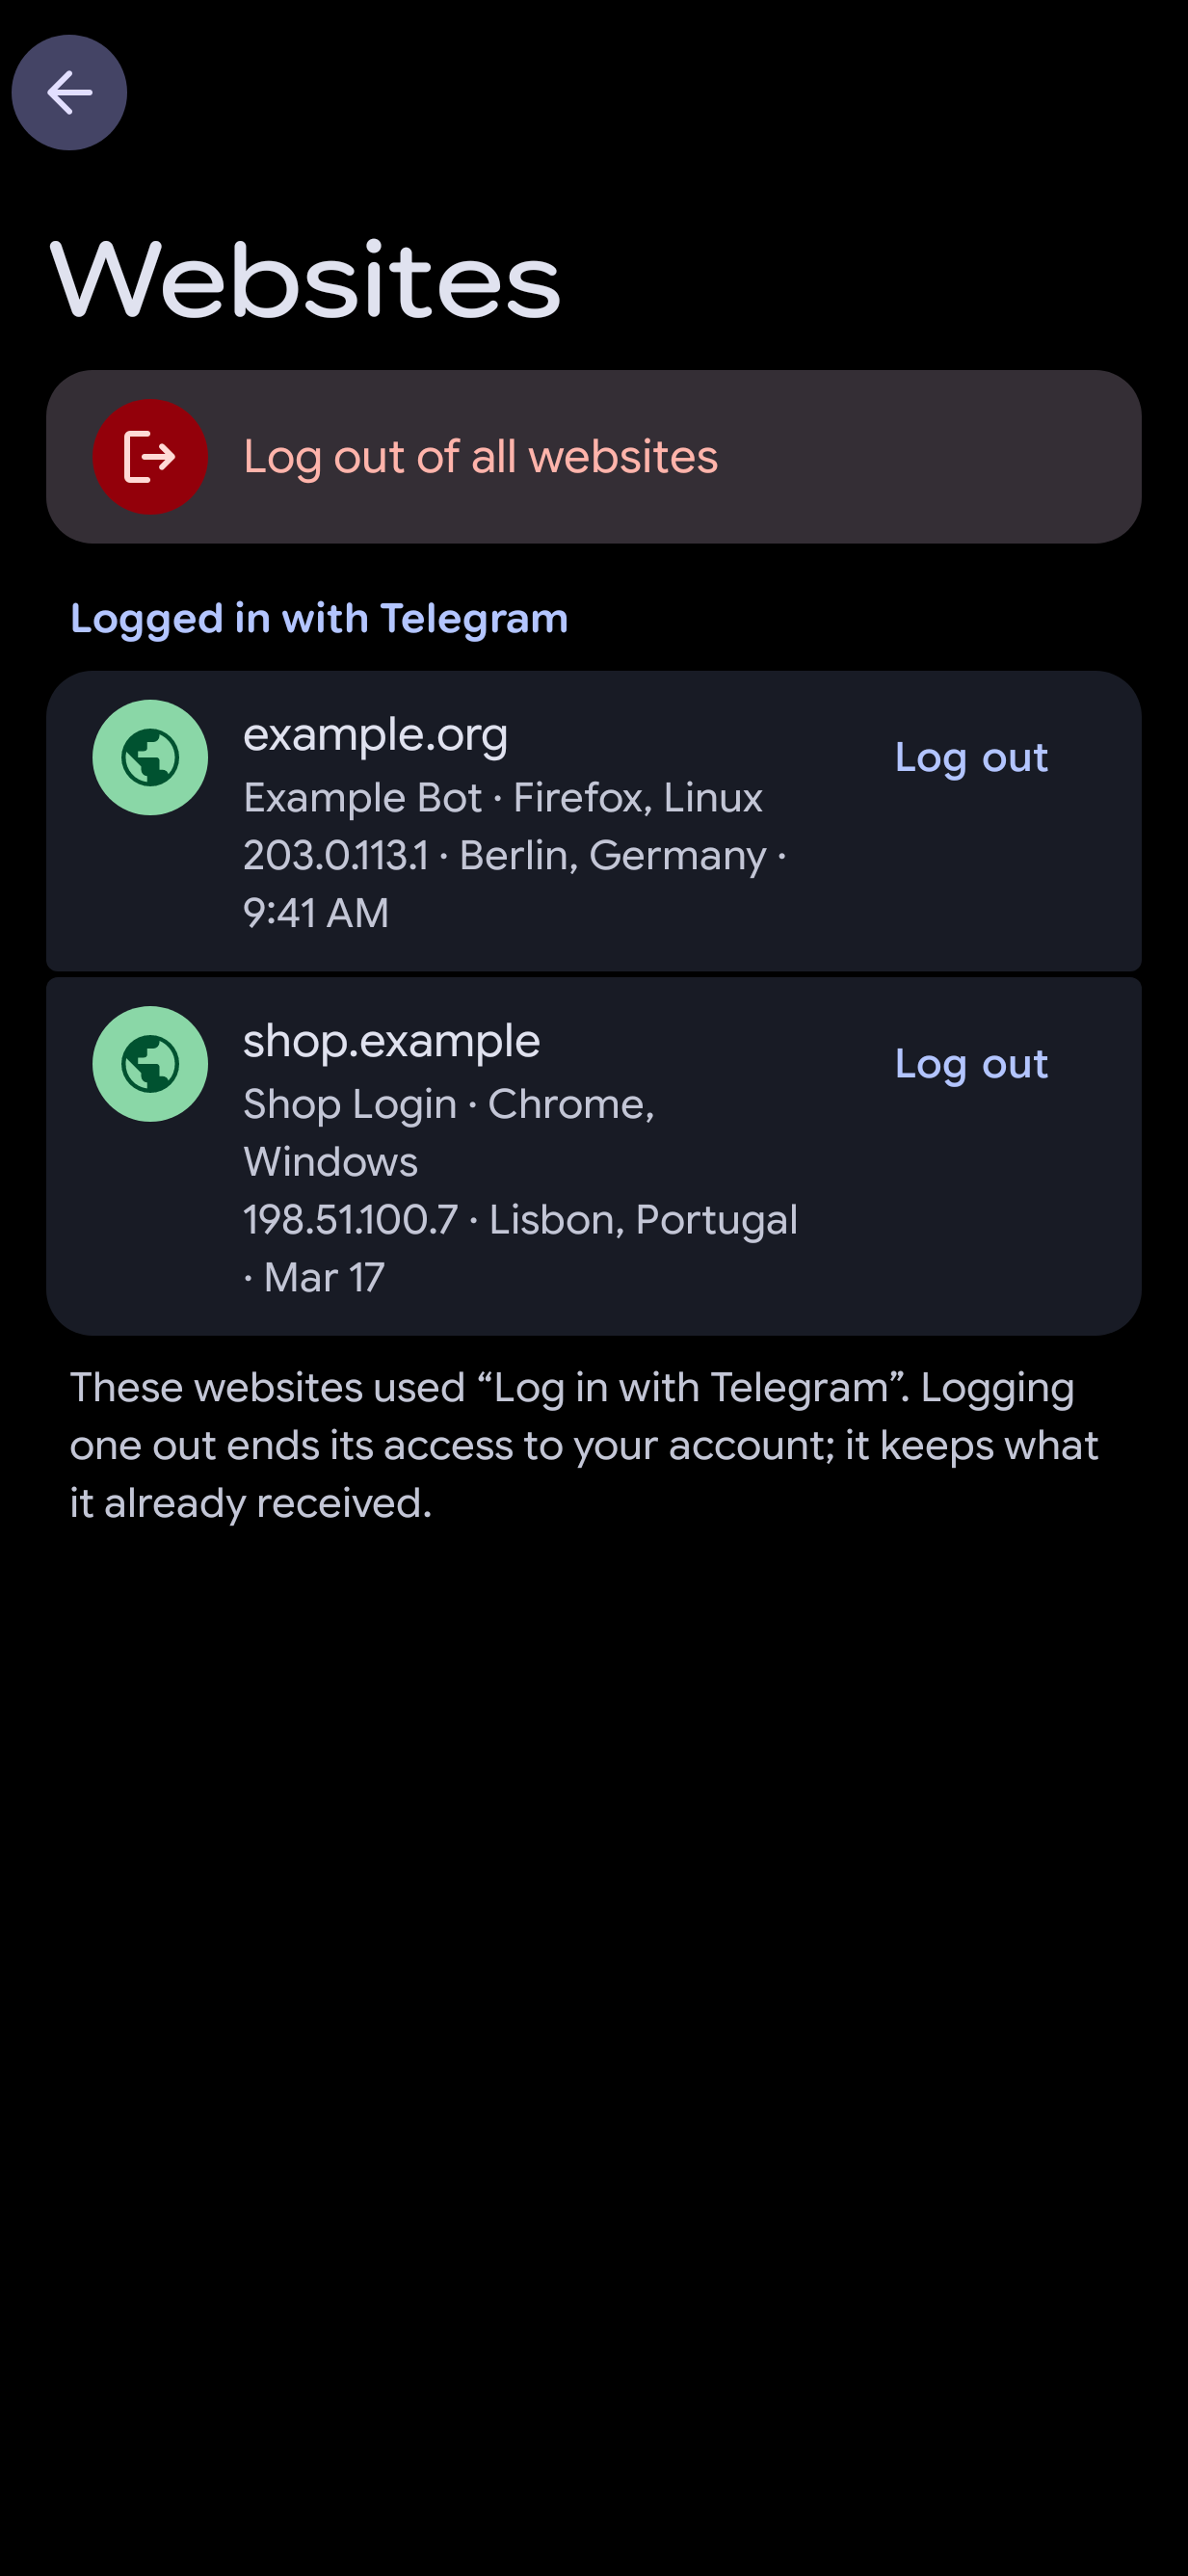 Websites
Log out of all websites
Logged in with Telegram
example.org
Log out
Example Bot · Firefox, Linux
203.0.113.1 · Berlin, Germany ·
9:41 AM
shop.example
Log out
Shop Login · Chrome,
Windows
198.51.100.7 · Lisbon, Portugal
· Mar 17
These websites used “Log in with Telegram”. Logging
one out ends its access to your account; it keeps what
it already received.